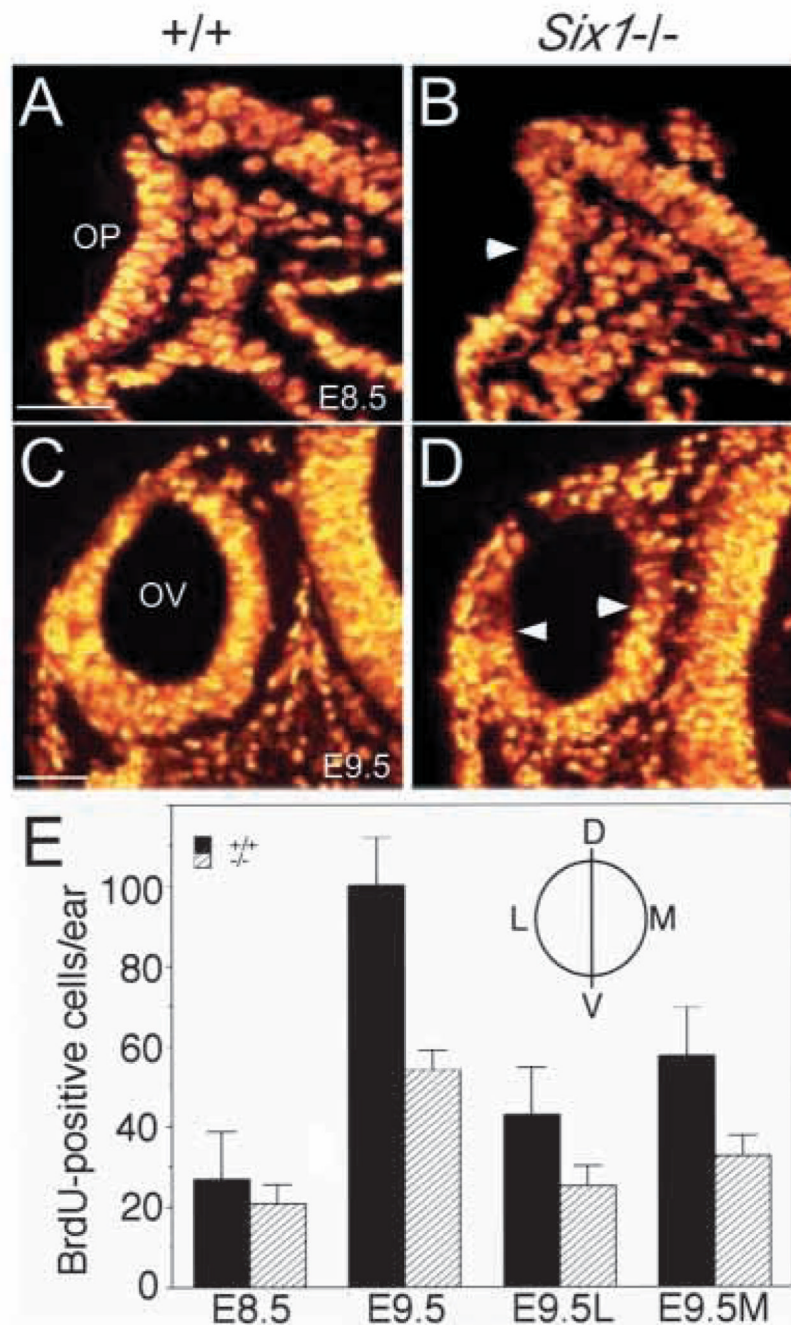 +/+ Six1-/-
A B
OP
E8.5
C D
OV
E9.5
E
+/+
-/-
D
L M
V
BrdU-positive cells/ear
100
80
60
40
20
0
E8.5 E9.5 E9.5L E9.5M